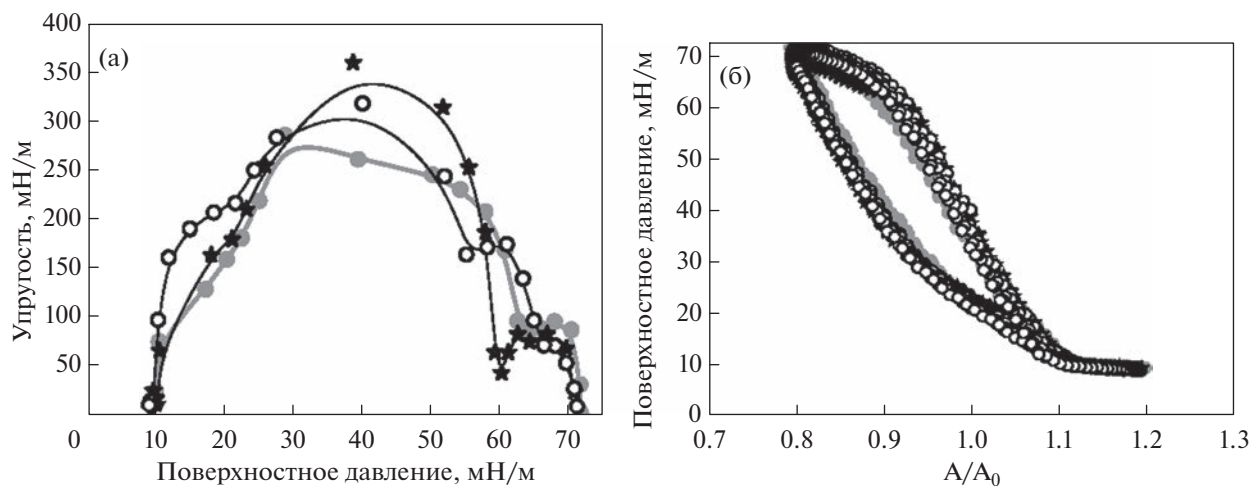 (а)
Упругость, мН/м
400
350
300
250
200
150
100
50
0 10 20 30 40 50 60 70
Поверхностное давление, мН/м
(б)
Поверхностное давление, мН/м
70
60
50
40
30
20
10
0
0.7 0.8 0.9 1.0 1.1 1.2 1.3
A/A₀